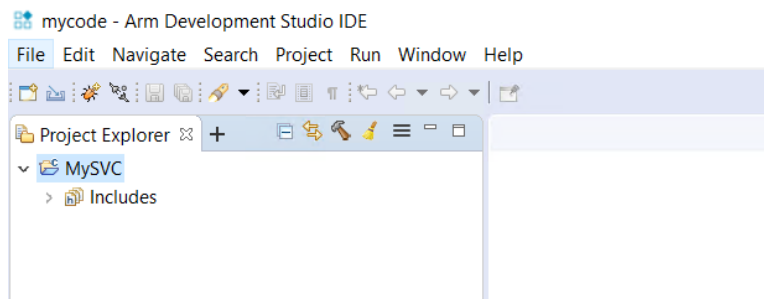 mycode - Arm Development Studio IDE
File Edit Navigate Search Project Run Window Help
Project Explorer
MySVC
Includes